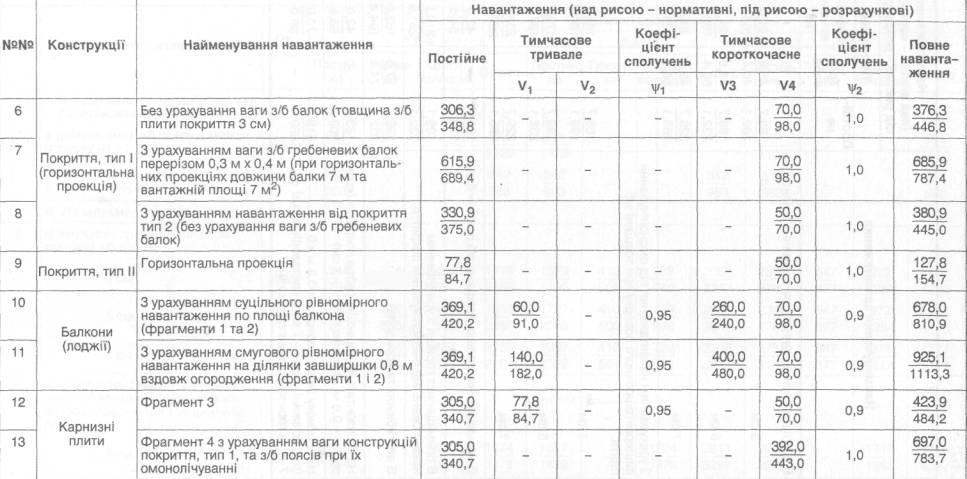 Навантаження (над рисою – нормативні, під рисою – розрахункові)
№№ Конструкції Найменування навантаження Постійне Тимчасове тривале Коефі-цієнт сполучень Тимчасове короткочасне Коефі-цієнт сполучень Повне наванта-ження
V1 V2 ψ1 V3 V4 ψ2
6 Без урахування ваги з/б балок (товщина з/б 306,3 – – – – 70,0 1,0 376,3
плити покриття 3 см) 348,8 98,0 446,8
7 Покриття, тип I З урахуванням ваги з/б гребеневих балок 615,9 – – – – 70,0 1,0 685,9
(горизонтальна перерізом 0,3 м х 0,4 м (при горизонталь- 689,4 98,0 787,4
проекція) них проекціях довжини балки 7 м та
вантажній площі 7 м²)
8 З урахуванням навантаження від покриття 330,9 – – – – 50,0 1,0 380,9
тип 2 (без урахування ваги з/б гребеневих 375,0 70,0 445,0
балок)
9 Покриття, тип II Горизонтальна проекція 77,8 – – – – 50,0 1,0 127,8
84,7 70,0 154,7
10 Балкони З урахуванням суцільного рівномірного 369,1 60,0 – 0,95 260,0 70,0 0,9 678,0
(лоджії) навантаження по площі балкона 420,2 91,0 240,0 98,0 810,9
(фрагменти 1 та 2)
11 З урахуванням смугового рівномірного 369,1 140,0 – 0,95 400,0 70,0 0,9 925,1
навантаження на ділянки завширшки 0,8 м 420,2 182,0 480,0 98,0 1113,3
вздовж огородження (фрагменти 1 і 2)
12 Карнизні Фрагмент 3 305,0 77,8 – 0,95 – 50,0 0,9 423,9
плити 340,7 84,7 70,0 484,2
13 Фрагмент 4 з урахуванням ваги конструкцій 305,0 – – – – 392,0 1,0 697,0
покриття, тип 1, та з/б поясів при їх 340,7 443,0 783,7
омонолічуванні